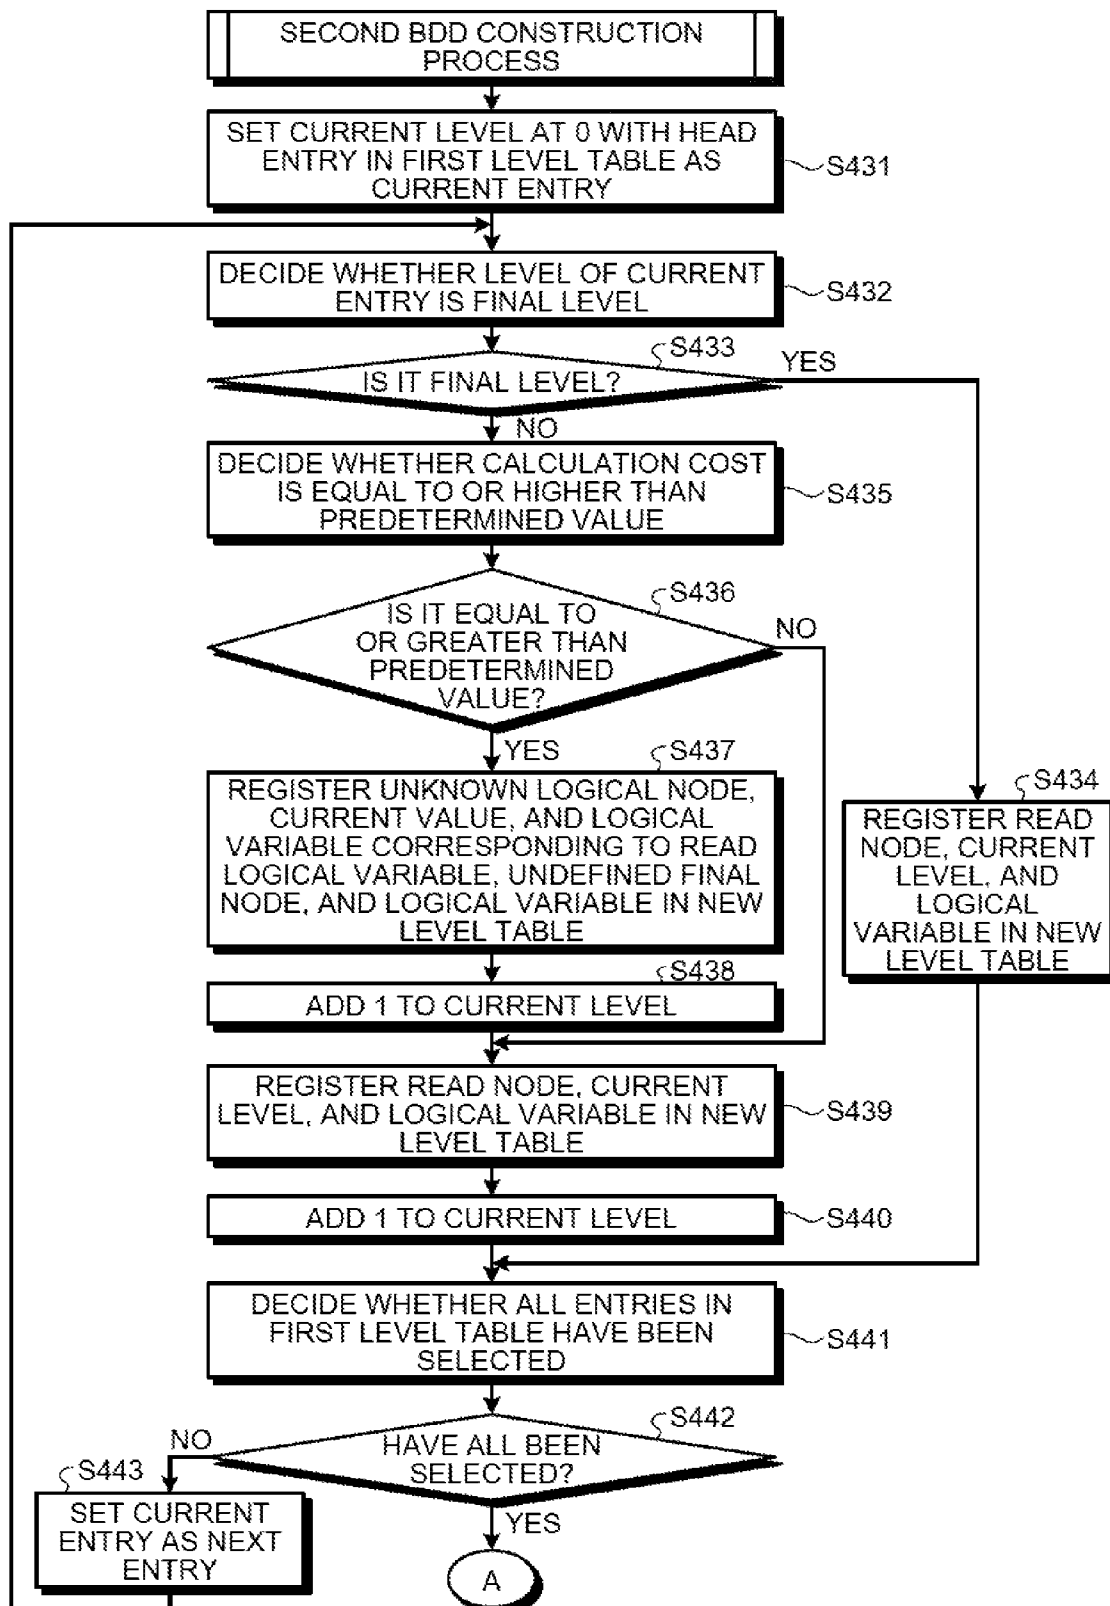 SECOND BDD CONSTRUCTION
PROCESS
SET CURRENT LEVEL AT 0 WITH HEAD
ENTRY IN FIRST LEVEL TABLE AS
CURRENT ENTRY
S431
DECIDE WHETHER LEVEL OF CURRENT
ENTRY IS FINAL LEVEL
S432
S433
IS IT FINAL LEVEL?
YES
NO
DECIDE WHETHER CALCULATION COST
IS EQUAL TO OR HIGHER THAN
PREDETERMINED VALUE
S435
S436
IS IT EQUAL TO
OR GREATER THAN
PREDETERMINED
VALUE?
NO
YES
S437
REGISTER UNKNOWN LOGICAL NODE,
CURRENT VALUE, AND LOGICAL
VARIABLE CORRESPONDING TO READ
LOGICAL VARIABLE, UNDEFINED FINAL
NODE, AND LOGICAL VARIABLE IN NEW
LEVEL TABLE
S434
REGISTER READ
NODE, CURRENT
LEVEL, AND
LOGICAL
VARIABLE IN NEW
LEVEL TABLE
S438
ADD 1 TO CURRENT LEVEL
REGISTER READ NODE, CURRENT
LEVEL, AND LOGICAL VARIABLE IN NEW
LEVEL TABLE
S439
ADD 1 TO CURRENT LEVEL
S440
DECIDE WHETHER ALL ENTRIES IN
FIRST LEVEL TABLE HAVE BEEN
SELECTED
S441
S442
HAVE ALL BEEN
SELECTED?
NO
S443
SET CURRENT
ENTRY AS NEXT
ENTRY
YES
A